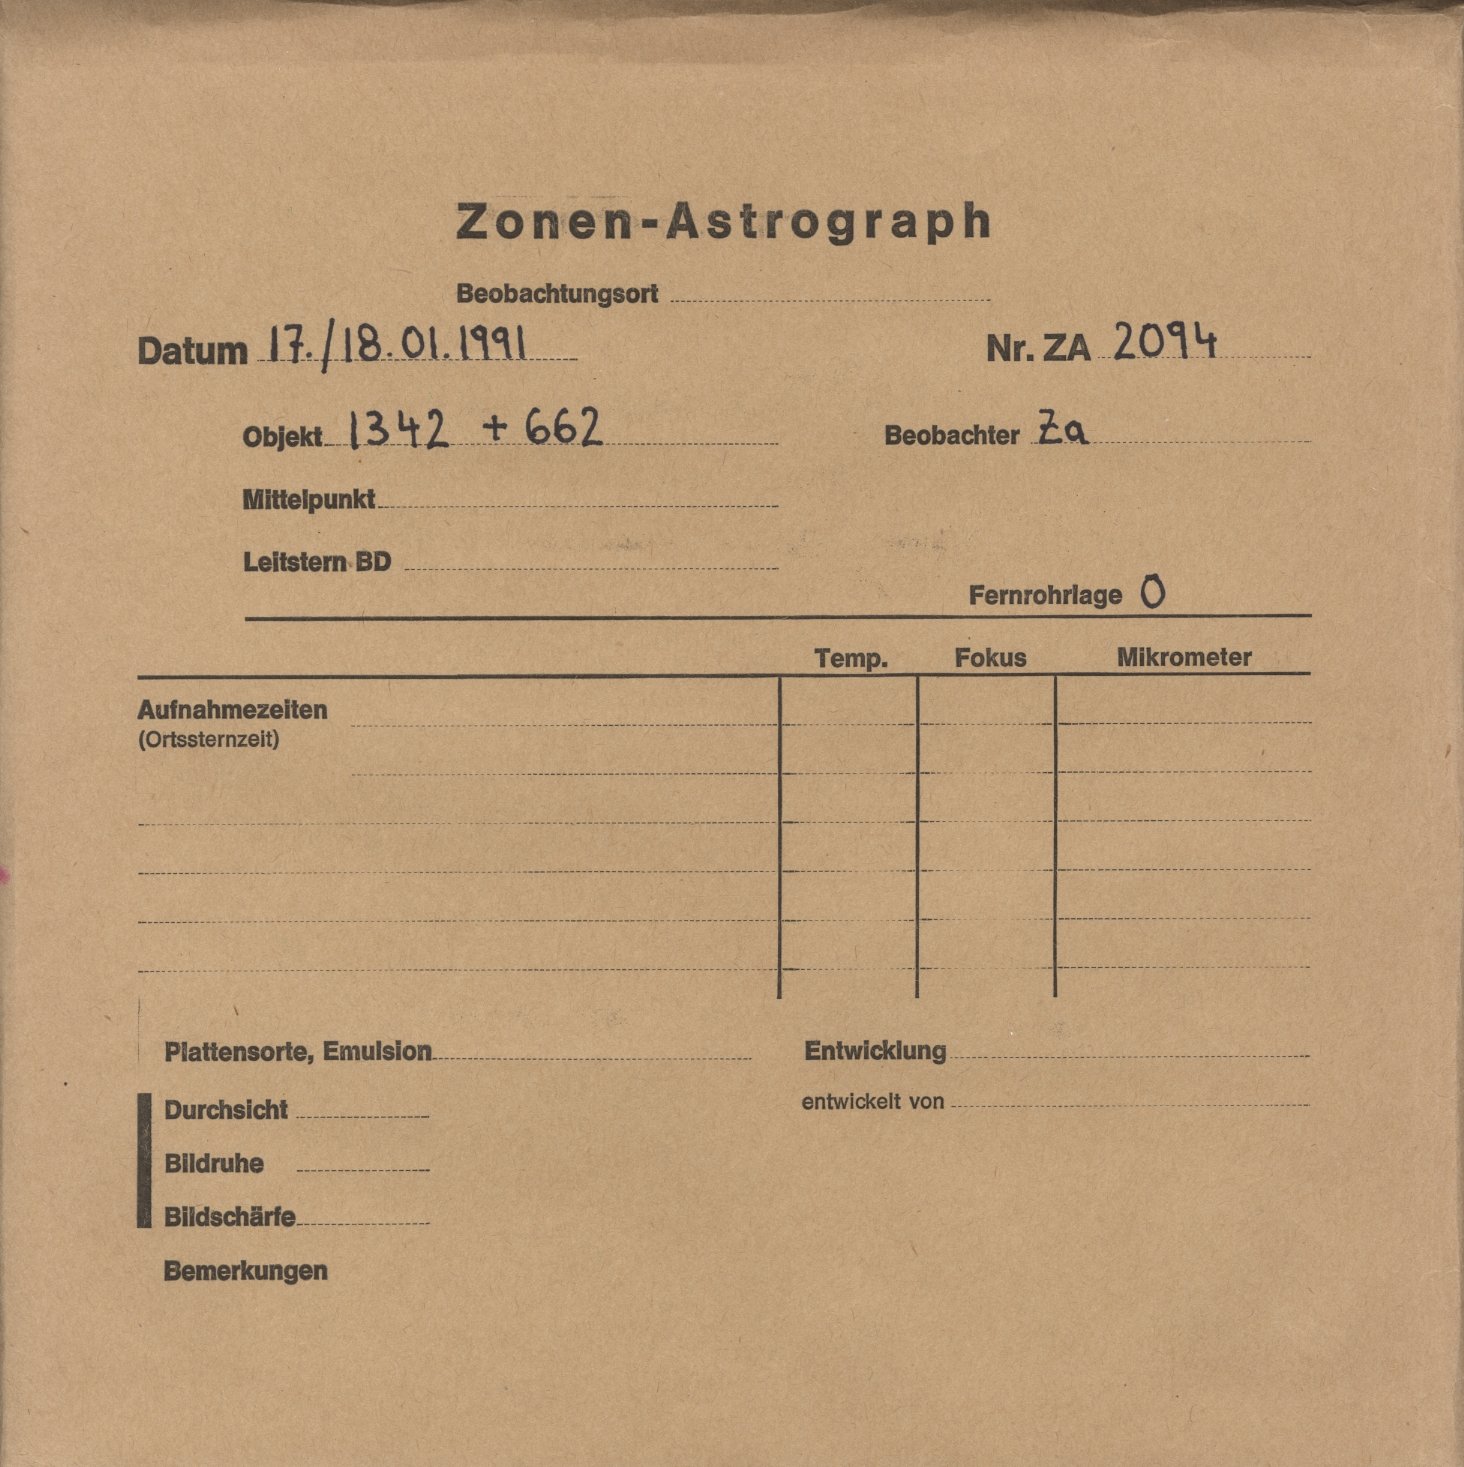 Zonen-Astrograph
Beobachtungsort
Datum 17./18.01.1991 Nr. ZA 2094
Objekt 1342 + 662 Beobachter Za
Mittelpunkt
Leitstern BD
Fernrohrlage O
Temp. Fokus Mikrometer
Aufnahmezeiten
(Ortssternzeit)
Plattensorte, Emulsion Entwicklung
Durchsicht entwickelt von
Bildruhe
Bildschärfe
Bemerkungen